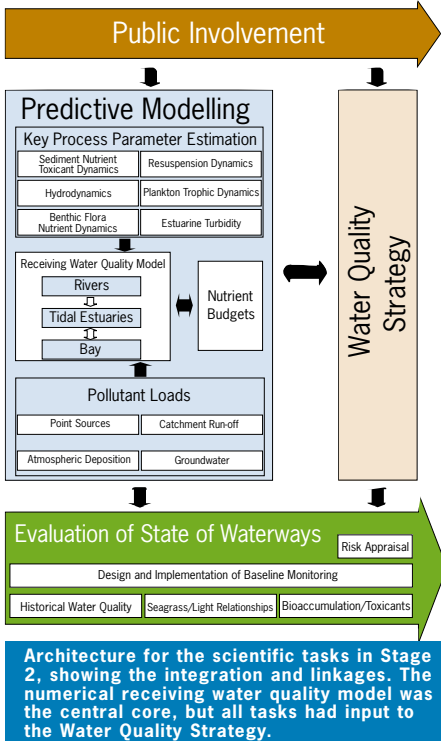 Public Involvement
Predictive Modelling
Key Process Parameter Estimation
Sediment Nutrient
Toxicant Dynamics
Resuspension Dynamics
Hydrodynamics
Plankton Trophic Dynamics
Benthic Flora
Nutrient Dynamics
Estuarine Turbidity
Receiving Water Quality Model
Rivers
Tidal Estuaries
Bay
Nutrient
Budgets
Pollutant Loads
Point Sources
Catchment Run-off
Atmospheric Deposition
Groundwater
Water Quality
Strategy
Evaluation of State of Waterways
Risk Appraisal
Design and Implementation of Baseline Monitoring
Historical Water Quality
Seagrass/Light Relationships
Bioaccumulation/Toxicants
Architecture for the scientific tasks in Stage
2, showing the integration and linkages. The
numerical receiving water quality model was
the central core, but all tasks had input to
the Water Quality Strategy.